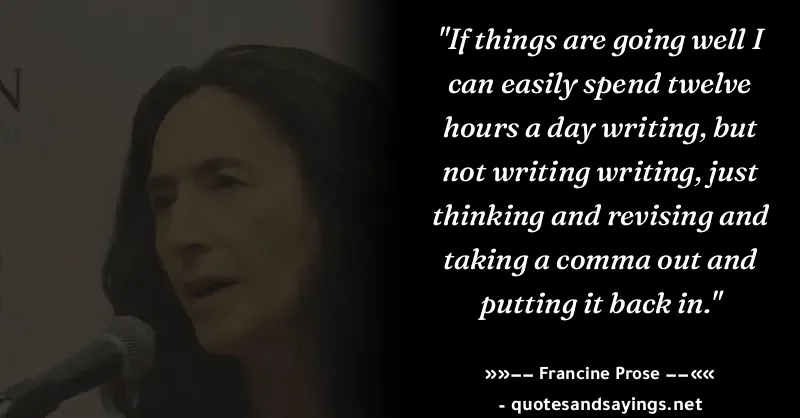 N
"If things are going well I
can easily spend twelve
hours a day writing, but
not writing writing, just
thinking and revising and
taking a comma out and
putting it back in."
»»−− Francine Prose −−««
- quotesandsayings.net